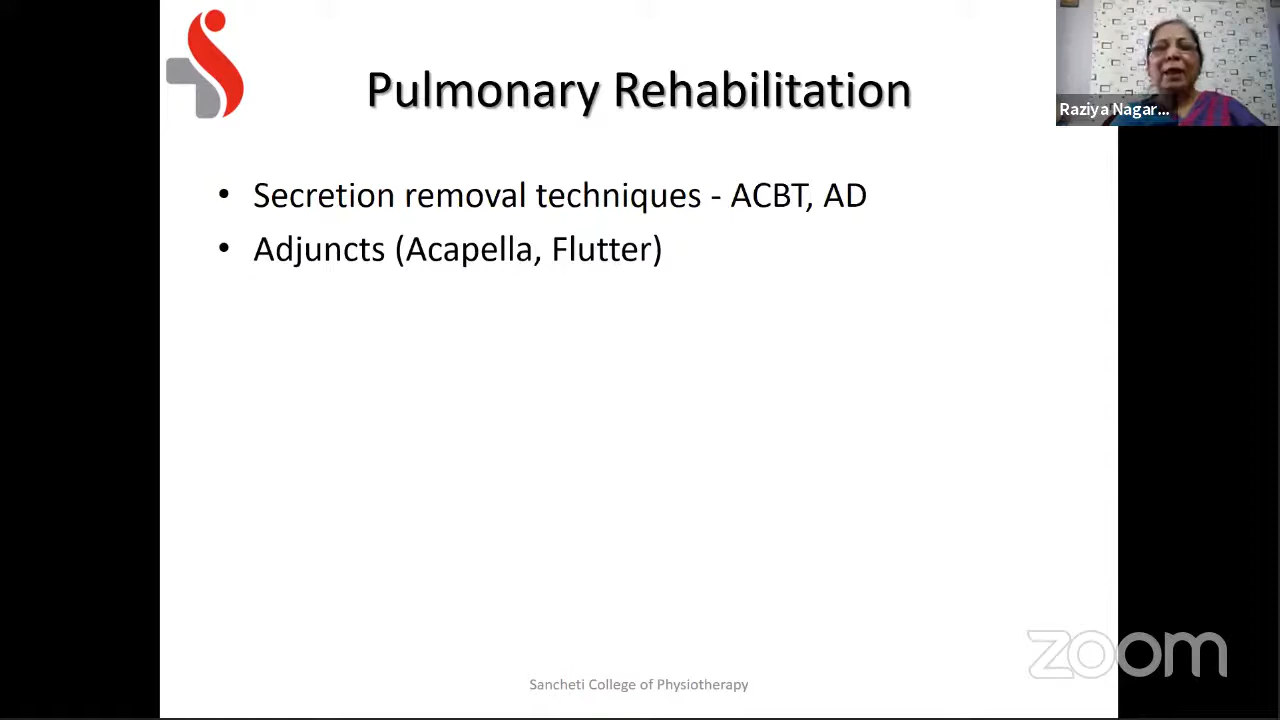 Pulmonary Rehabilitation
Raziya Nagar...
• Secretion removal techniques - ACBT, AD
• Adjuncts (Acapella, Flutter)
zoom
Sancheti College of Physiotherapy